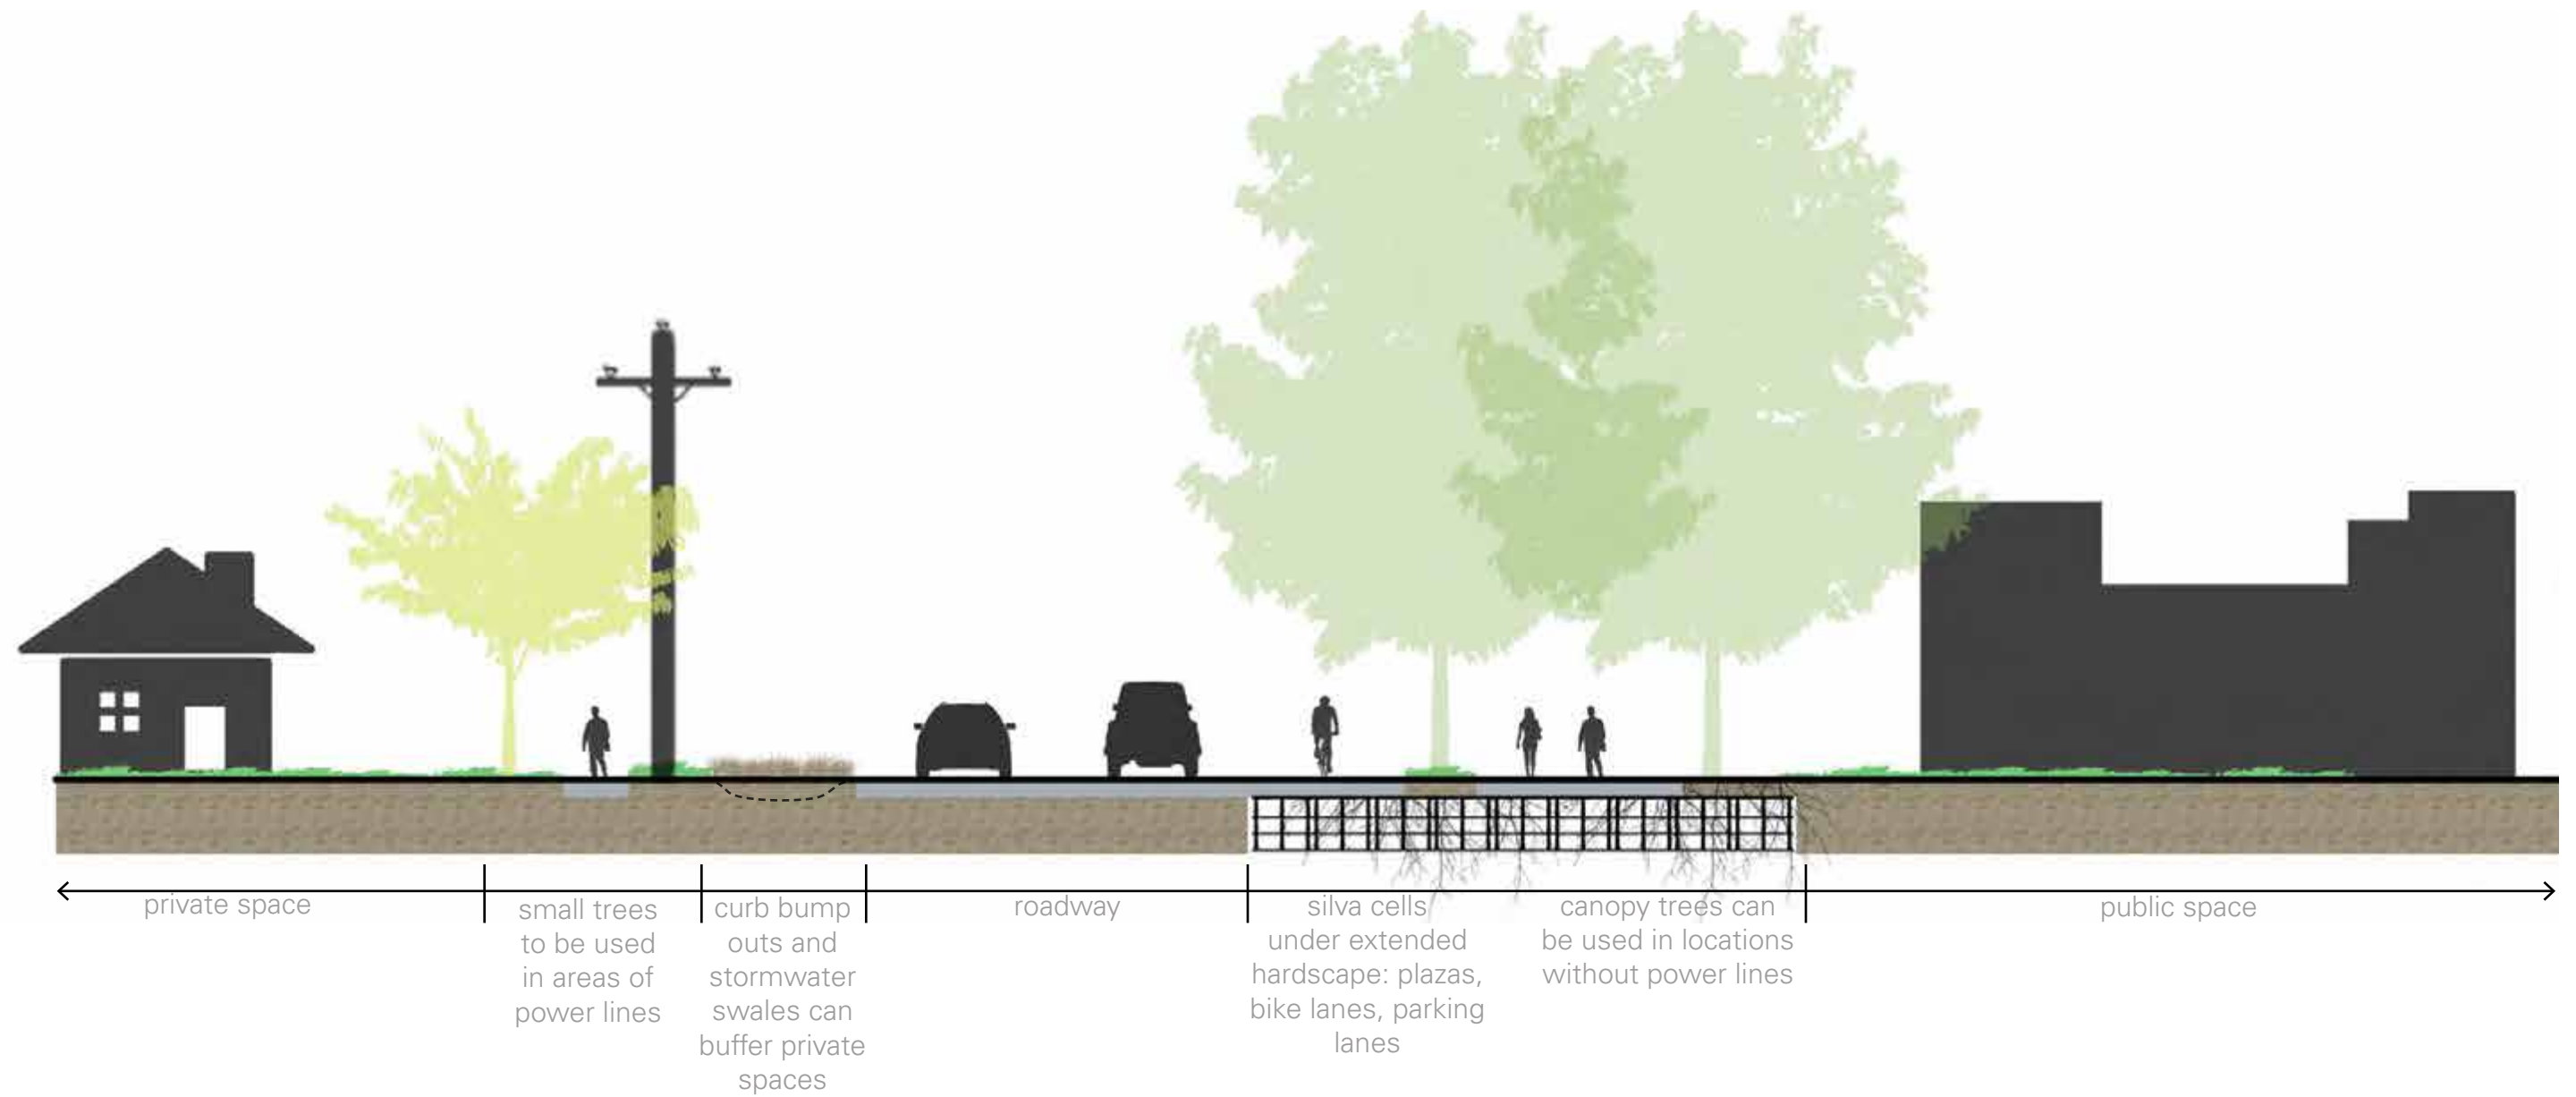 private space
small trees
to be used
in areas of
power lines
curb bump
outs and
stormwater
swales can
buffer private
spaces
roadway
silva cells
under extended
hardscape: plazas,
bike lanes, parking
lanes
canopy trees can
be used in locations
without power lines
public space